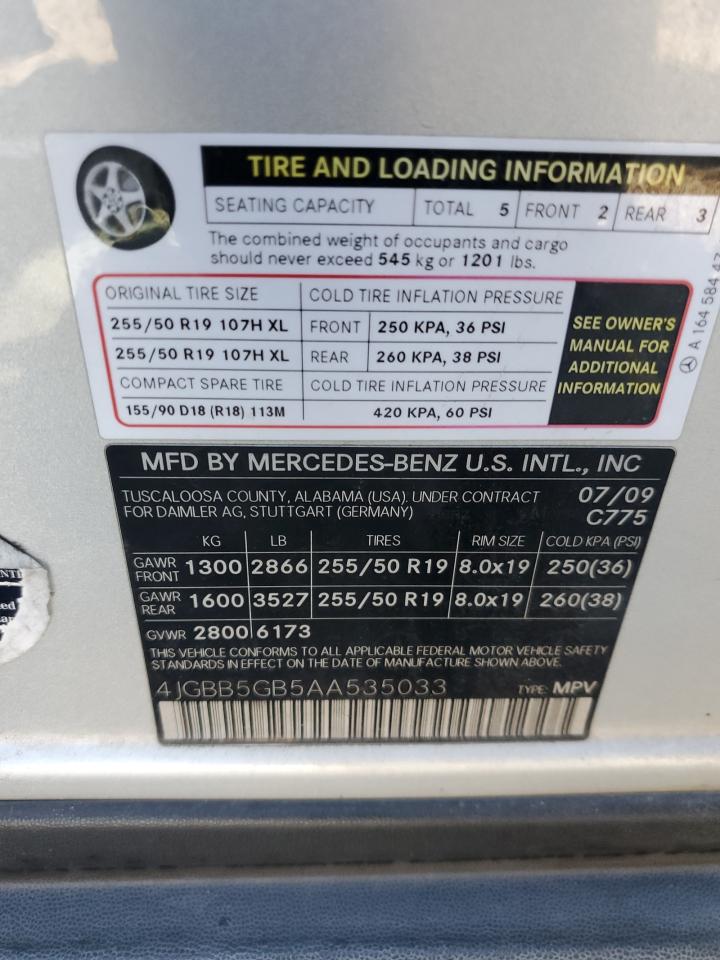 TIRE AND LOADING INFORMATION
SEATING CAPACITY TOTAL 5 FRONT 2 REAR 3
The combined weight of occupants and cargo
should never exceed 545 kg or 1201 lbs.
ORIGINAL TIRE SIZE COLD TIRE INFLATION PRESSURE
255/50 R19 107H XL FRONT 250 KPA, 36 PSI
255/50 R19 107H XL REAR 260 KPA, 38 PSI
COMPACT SPARE TIRE COLD TIRE INFLATION PRESSURE
155/90 D18 (R18) 113M 420 KPA, 60 PSI
SEE OWNER'S
MANUAL FOR
ADDITIONAL
INFORMATION
A 164 584 43
MFD BY MERCEDES-BENZ U.S. INTL., INC
TUSCALOOSA COUNTY, ALABAMA (USA). UNDER CONTRACT 07/09
FOR DAIMLER AG, STUTTGART (GERMANY) C775
KG LB TIRES RIM SIZE COLD KPA (PSI)
GAWR
FRONT 1300 2866 255/50 R19 8.0x19 250(36)
GAWR
REAR 1600 3527 255/50 R19 8.0x19 260(38)
GVWR 2800 6173
THIS VEHICLE CONFORMS TO ALL APPLICABLE FEDERAL MOTOR VEHICLE SAFETY
STANDARDS IN EFFECT ON THE DATE OF MANUFACTURE SHOWN ABOVE.
4JGBB5GB5AA535033 TYPE: MPV